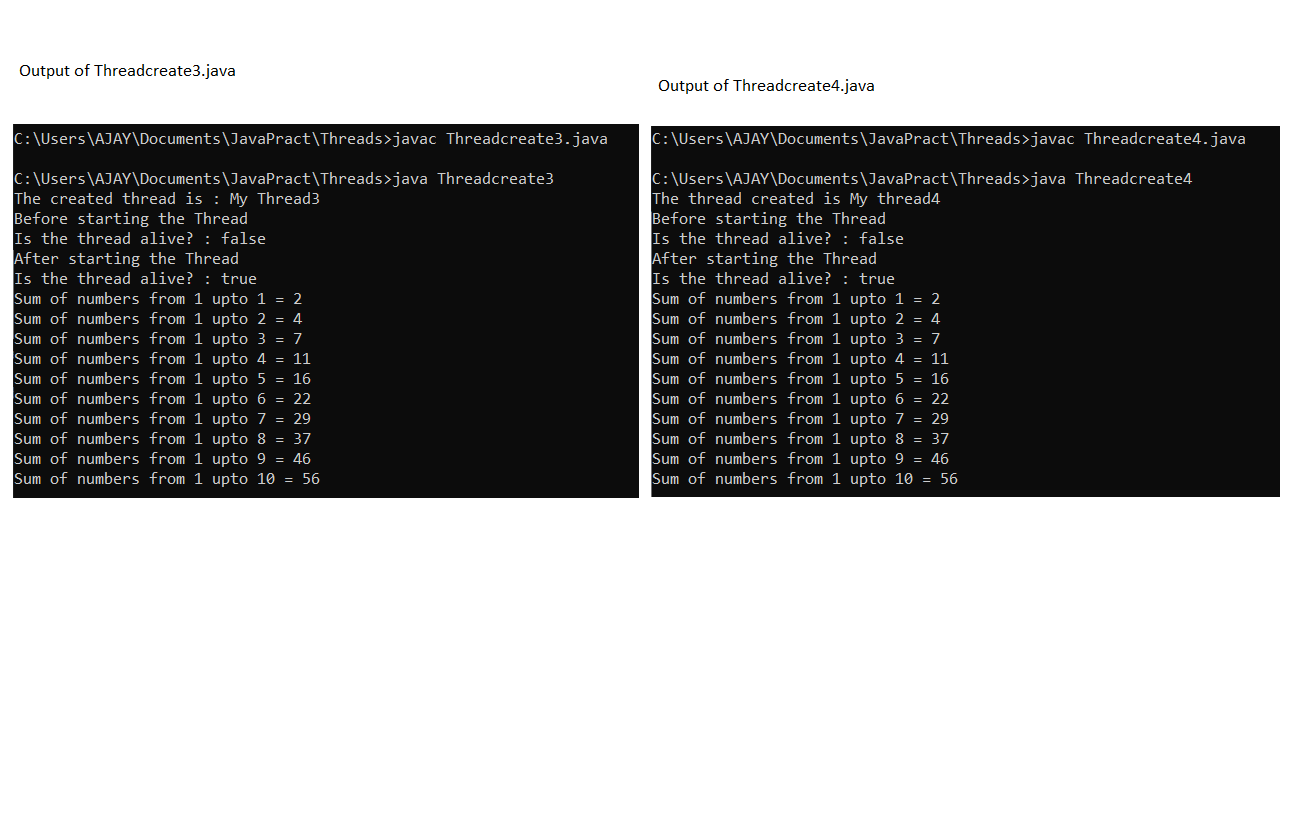 Output of Threadcreate3.java
C:\Users\AJAY\Documents\JavaPract\Threads>javac Threadcreate3.java
C:\Users\AJAY\Documents\JavaPract\Threads>java Threadcreate3
The created thread is : My Thread3
Before starting the Thread
Is the thread alive? : false
After starting the Thread
Is the thread alive? : true
Sum of numbers from 1 upto 1 = 2
Sum of numbers from 1 upto 2 = 4
Sum of numbers from 1 upto 3 = 7
Sum of numbers from 1 upto 4 = 11
Sum of numbers from 1 upto 5 = 16
Sum of numbers from 1 upto 6 = 22
Sum of numbers from 1 upto 7 = 29
Sum of numbers from 1 upto 8 = 37
Sum of numbers from 1 upto 9 = 46
Sum of numbers from 1 upto 10 = 56
Output of Threadcreate4.java
C:\Users\AJAY\Documents\JavaPract\Threads>javac Threadcreate4.java
C:\Users\AJAY\Documents\JavaPract\Threads>java Threadcreate4
The thread created is My thread4
Before starting the Thread
Is the thread alive? : false
After starting the Thread
Is the thread alive? : true
Sum of numbers from 1 upto 1 = 2
Sum of numbers from 1 upto 2 = 4
Sum of numbers from 1 upto 3 = 7
Sum of numbers from 1 upto 4 = 11
Sum of numbers from 1 upto 5 = 16
Sum of numbers from 1 upto 6 = 22
Sum of numbers from 1 upto 7 = 29
Sum of numbers from 1 upto 8 = 37
Sum of numbers from 1 upto 9 = 46
Sum of numbers from 1 upto 10 = 56